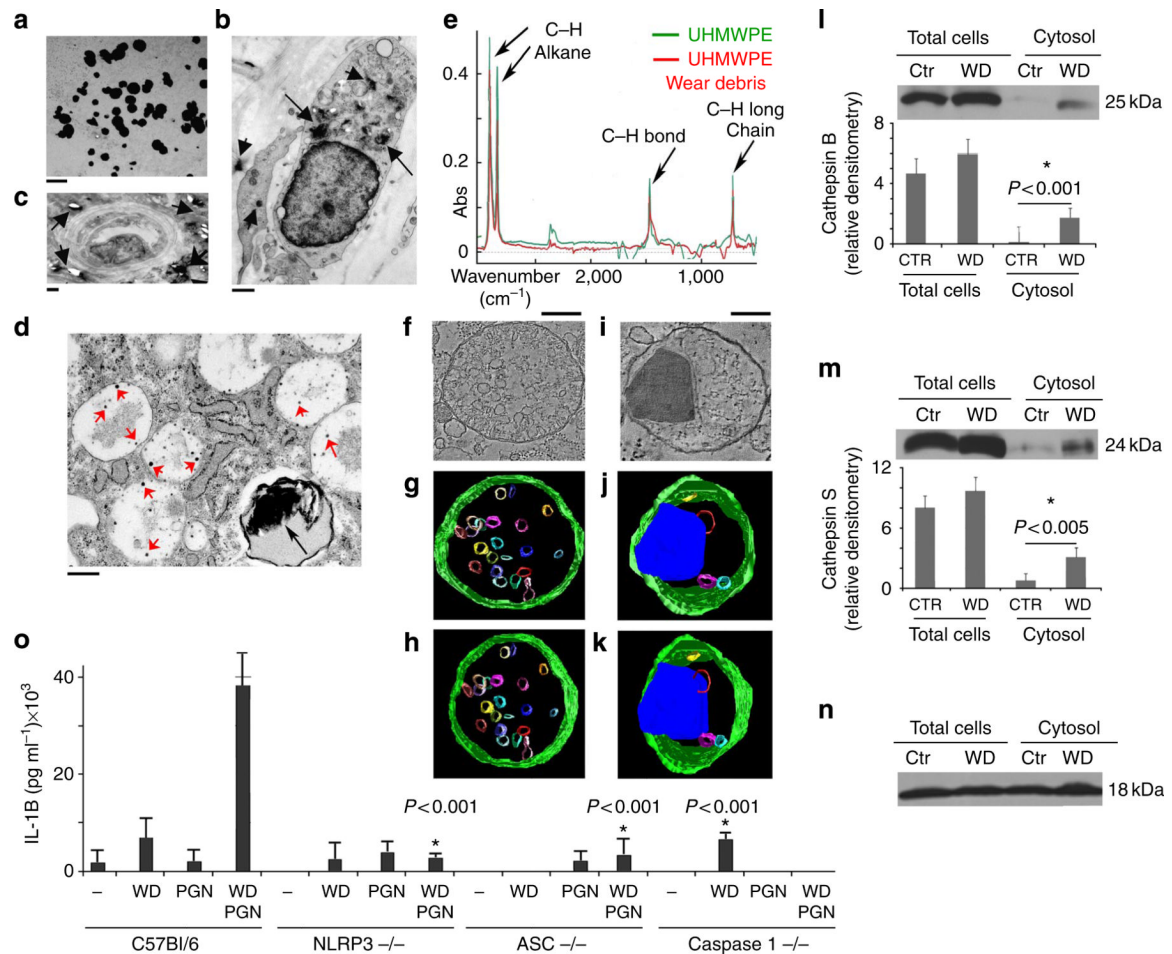 a
b
c
d
e
C–H
Alkane
UHMWPE
UHMWPE
Wear debris
C–H long
Chain
C–H bond
Abs
0.4
0.2
0
Wavenumber
(cm−1)
2,000
1,000
f
i
g
j
h
k
l
Total cells
Cytosol
Ctr
WD
Ctr
WD
25 kDa
Cathepsin B
(relative densitometry)
8
4
0
*
P<0.001
CTR
WD
CTR
WD
Total cells
Cytosol
m
Total cells
Cytosol
Ctr
WD
Ctr
WD
24 kDa
Cathepsin S
(relative densitometry)
12
6
0
*
P<0.005
CTR
WD
CTR
WD
Total cells
Cytosol
n
Total cells
Cytosol
Ctr
WD
Ctr
WD
18 kDa
o
IL-1B (pg ml−1)×10³
40
20
0
P<0.001
P<0.001
P<0.001
*
*
*
–
WD
PGN
WD
PGN
–
WD
PGN
WD
PGN
–
WD
PGN
WD
PGN
–
WD
PGN
WD
PGN
C57BI/6
NLRP3 –/–
ASC –/–
Caspase 1 –/–